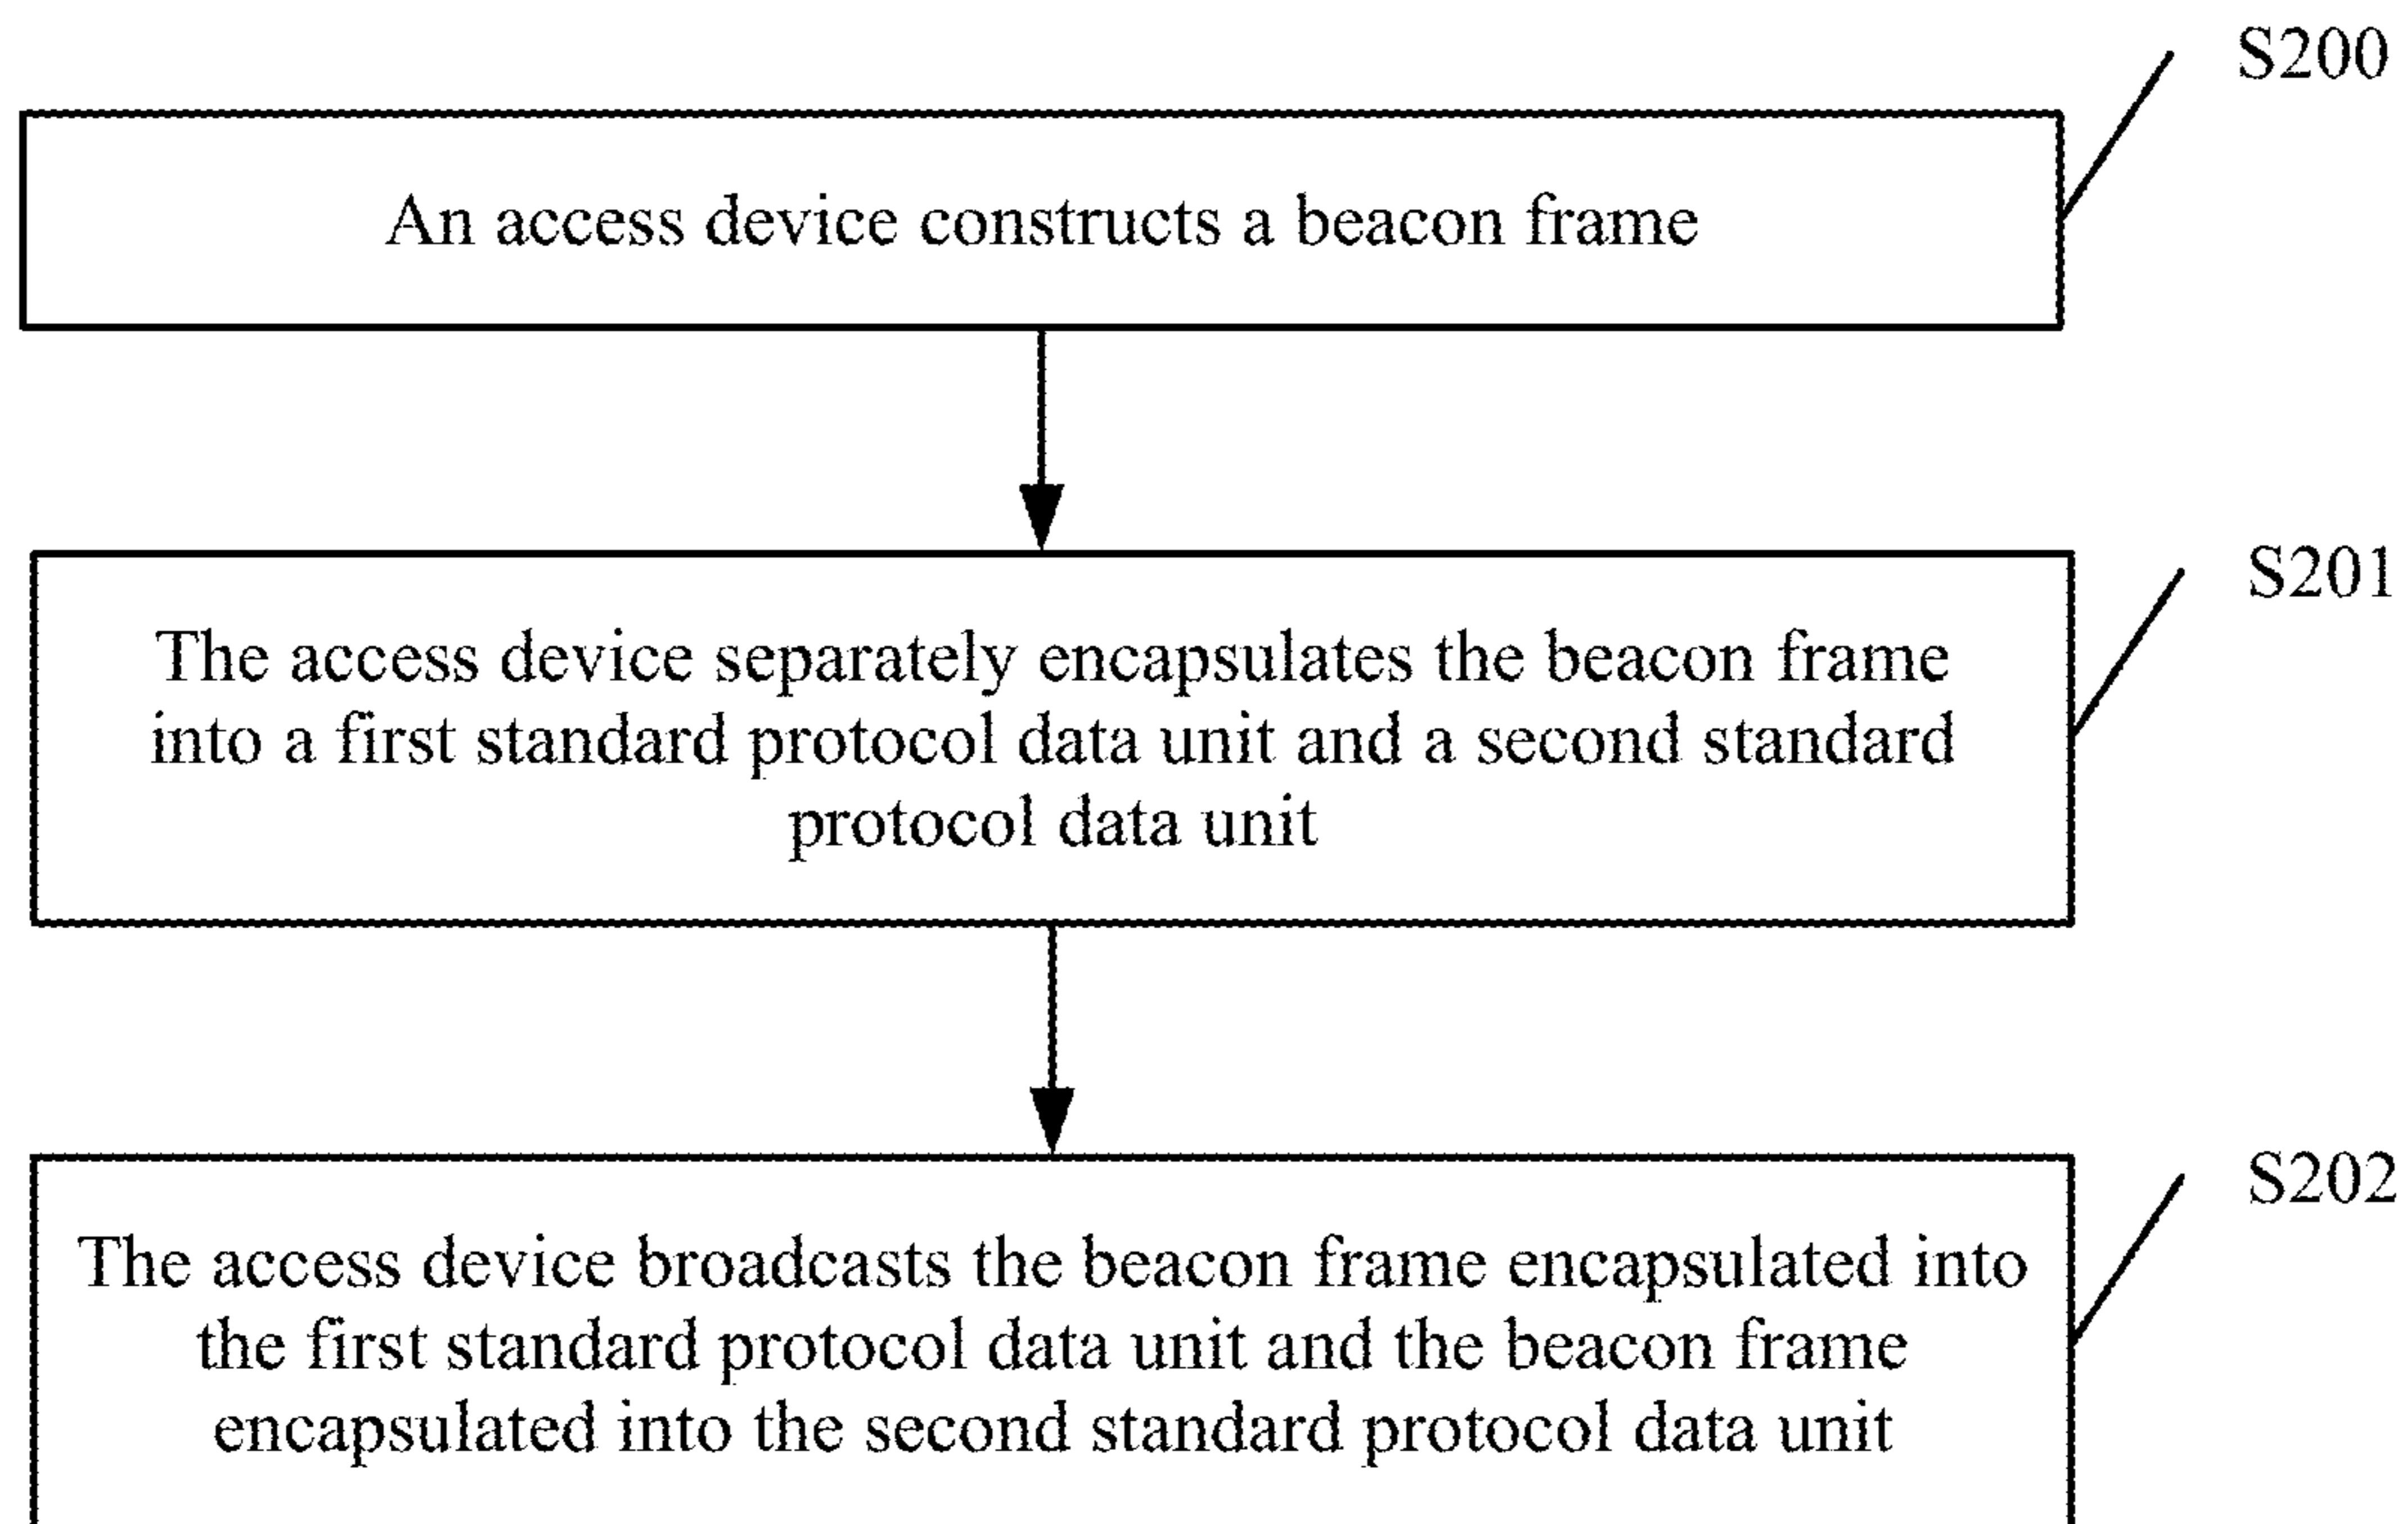 S200
An access device constructs a beacon frame
S201
The access device separately encapsulates the beacon frame
into a first standard protocol data unit and a second standard
protocol data unit
S202
The access device broadcasts the beacon frame encapsulated into
the first standard protocol data unit and the beacon frame
encapsulated into the second standard protocol data unit